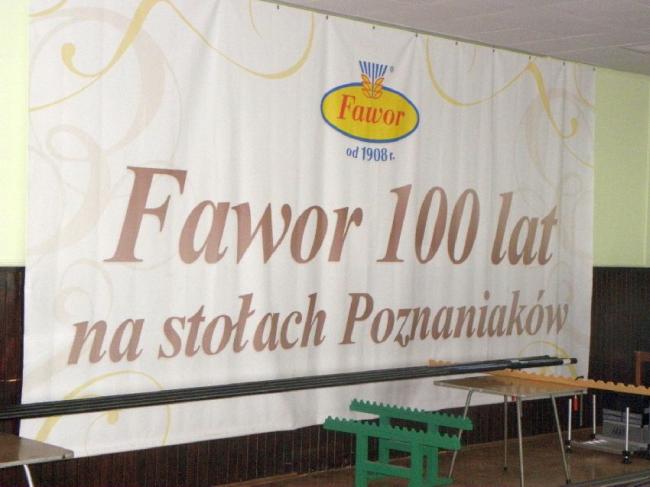 ®
Fawor
od 1908 r.
Fawor 100 lat
na stołach Poznaniaków